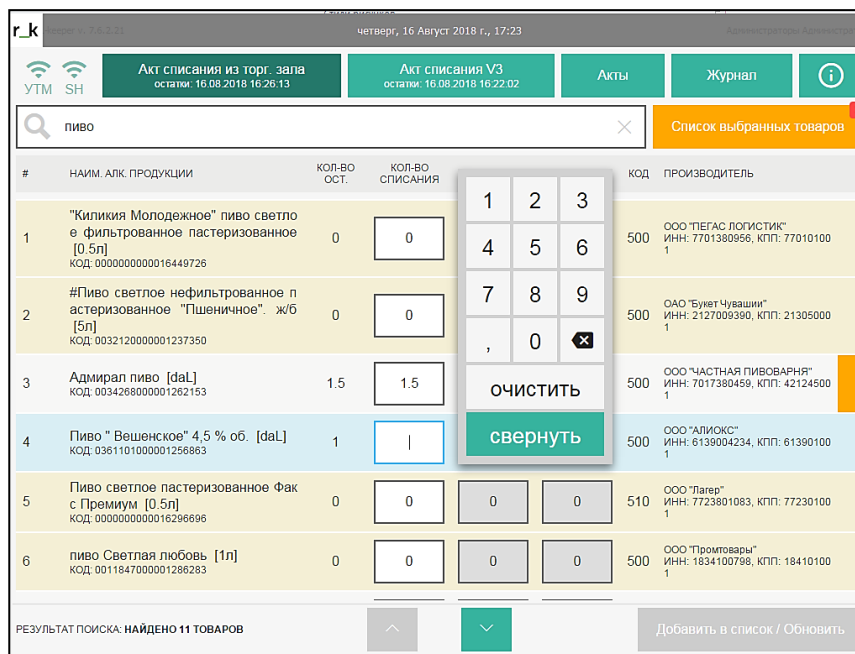 r_k
keeper v. 7.6.2.21
четверг, 16 Август 2018 г., 17:23
УТМ SH
Акт списания из торг. зала
остатки: 16.08.2018 16:26:13
Акт списания V3
остатки: 16.08.2018 16:22:02
Акты
Журнал
пиво
Список выбранных товаров
# НАИМ. АЛК. ПРОДУКЦИИ КОЛ-ВО ОСТ. КОЛ-ВО СПИСАНИЯ КОД ПРОИЗВОДИТЕЛЬ
1
"Киликия Молодежное" пиво светло
е фильтрованное пастеризованное
[0.5л]
КОД: 0000000000016449726
0 0 500
ООО "ПЕГАС ЛОГИСТИК"
ИНН: 7701380956, КПП: 77010100
1
2
#Пиво светлое нефильтрованное п
астеризованное "Пшеничное". ж/б
[5л]
КОД: 0032120000001237350
0 0 500
ОАО "Букет Чувашии"
ИНН: 2127009390, КПП: 21305000
1
3
Адмирал пиво [daL]
КОД: 0034268000001262153
1.5 1.5 500
ООО "ЧАСТНАЯ ПИВОВАРНЯ"
ИНН: 7017380459, КПП: 42124500
1
4
Пиво " Вешенское" 4,5 % об. [daL]
КОД: 0361101000001256863
1 500
ООО "АЛИОКС"
ИНН: 6139004234, КПП: 61390100
1
5
Пиво светлое пастеризованное Фак
с Премиум [0.5л]
КОД: 0000000000016296696
0 0 0 0 510
ООО "Лагер"
ИНН: 7723801083, КПП: 77230100
1
6
пиво Светлая любовь [1л]
КОД: 0011847000001286283
0 0 0 0 500
ООО "Промтовары"
ИНН: 1834100798, КПП: 18410100
1
1 2 3
4 5 6
7 8 9
, 0
очистить
свернуть
РЕЗУЛЬТАТ ПОИСКА: НАЙДЕНО 11 ТОВАРОВ
Добавить в список / Обновить